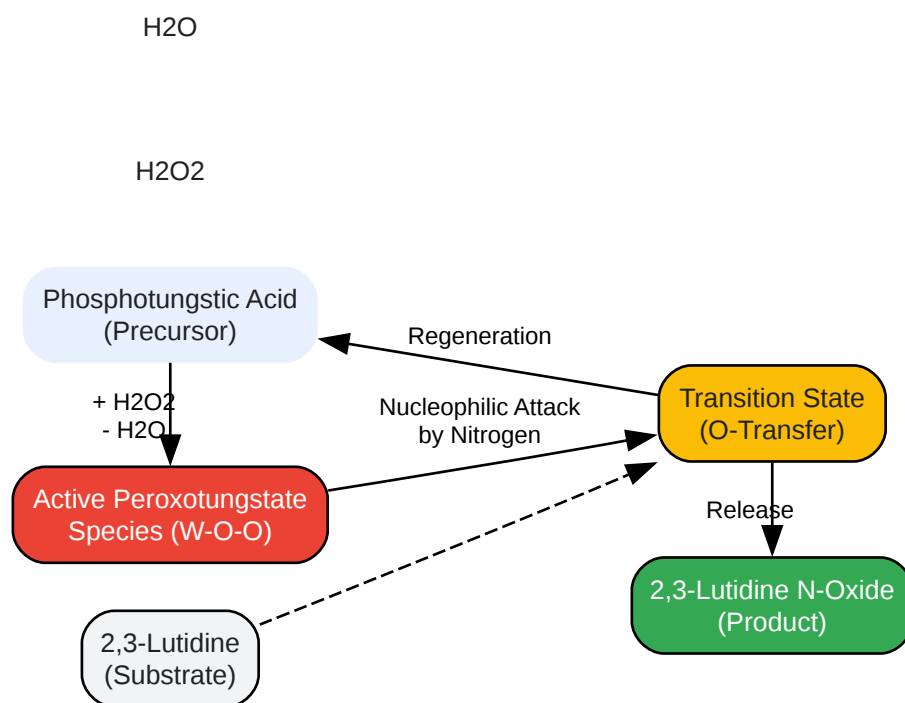 H2O
H2O2
Phosphotungstic Acid
(Precursor)
Regeneration
+ H2O2
- H2O
Nucleophilic Attack
by Nitrogen
Transition State
(O-Transfer)
Active Peroxotungstate
Species (W-O-O)
Release
2,3-Lutidine N-Oxide
(Product)
2,3-Lutidine
(Substrate)